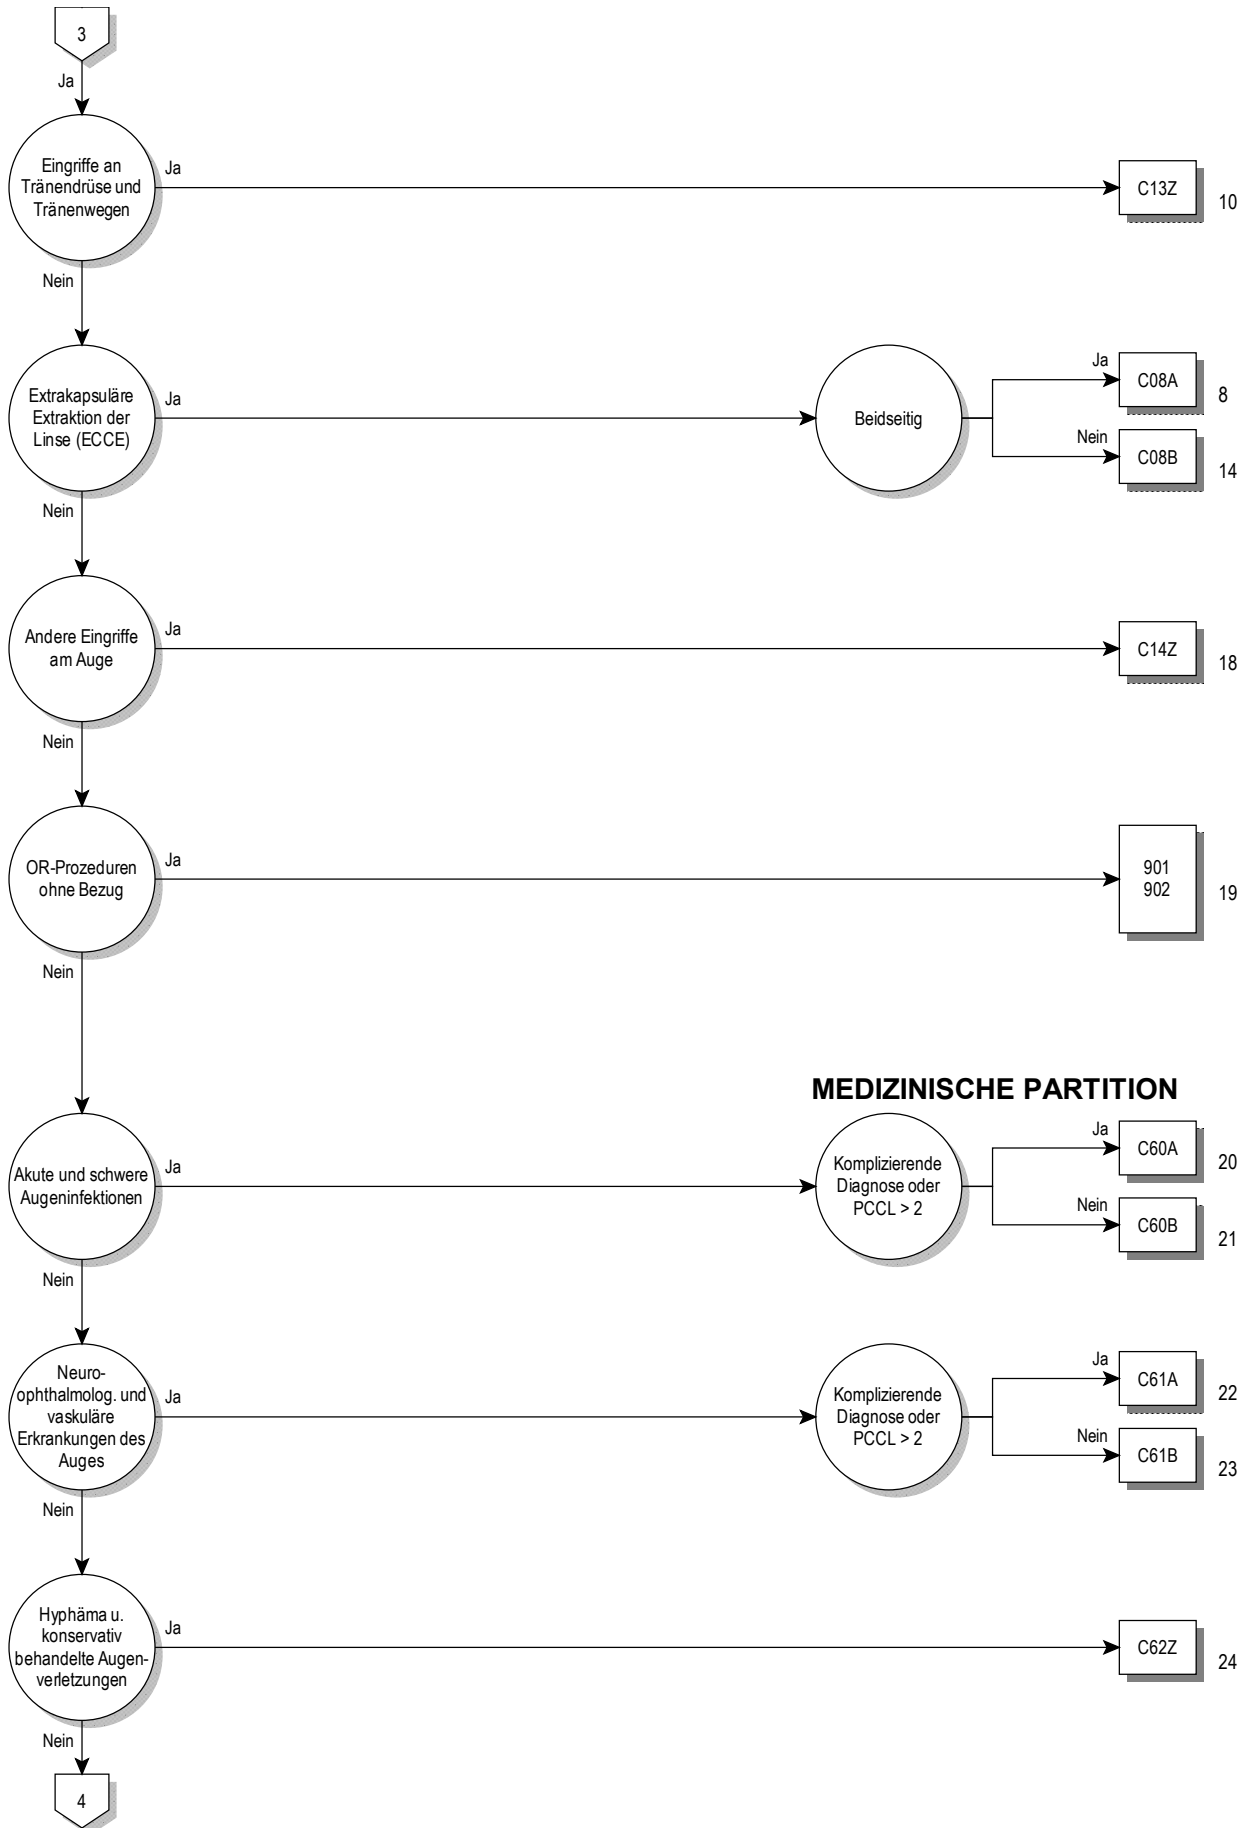 3
Ja
Eingriffe an
Tränendrüse und
Tränenwegen
Ja
C13Z
10
Nein
Extrakapsuläre
Extraktion der
Linse (ECCE)
Ja
Beidseitig
Ja
C08A
8
Nein
C08B
14
Nein
Andere Eingriffe
am Auge
Ja
C14Z
18
Nein
OR-Prozeduren
ohne Bezug
Ja
901
902
19
Nein
MEDIZINISCHE PARTITION
Akute und schwere
Augeninfektionen
Ja
Komplizierende
Diagnose oder
PCCL > 2
Ja
C60A
20
Nein
C60B
21
Nein
Neuro-
ophthalmolog. und
vaskuläre
Erkrankungen des
Auges
Ja
Komplizierende
Diagnose oder
PCCL > 2
Ja
C61A
22
Nein
C61B
23
Nein
Hyphäma u.
konservativ
behandelte Augen-
verletzungen
Ja
C62Z
24
Nein
4